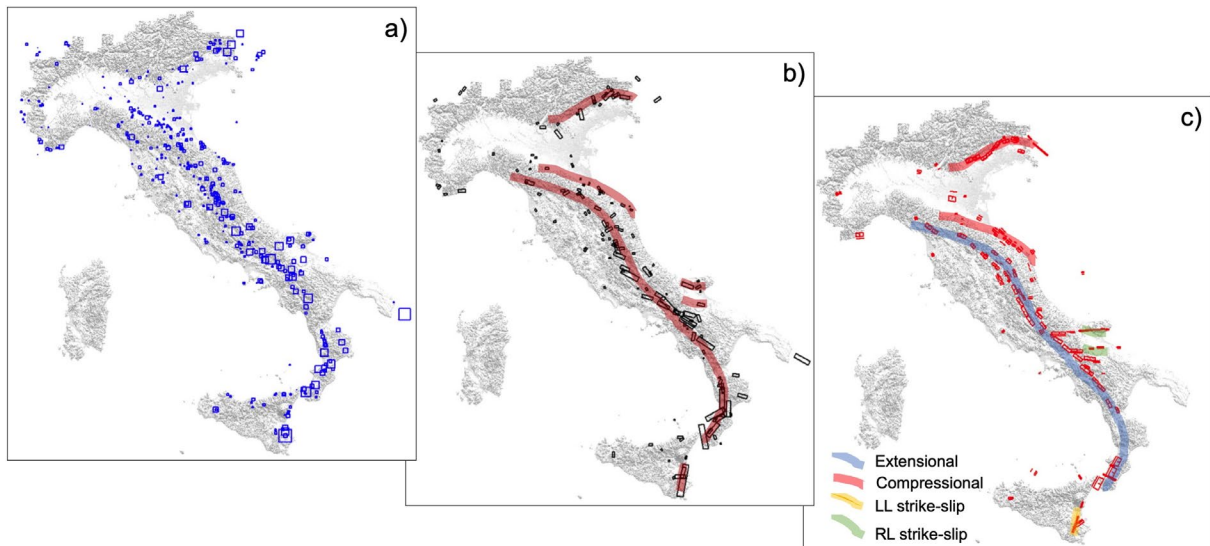 a)
b)
c)
Extensional
Compressional
LL strike-slip
RL strike-slip